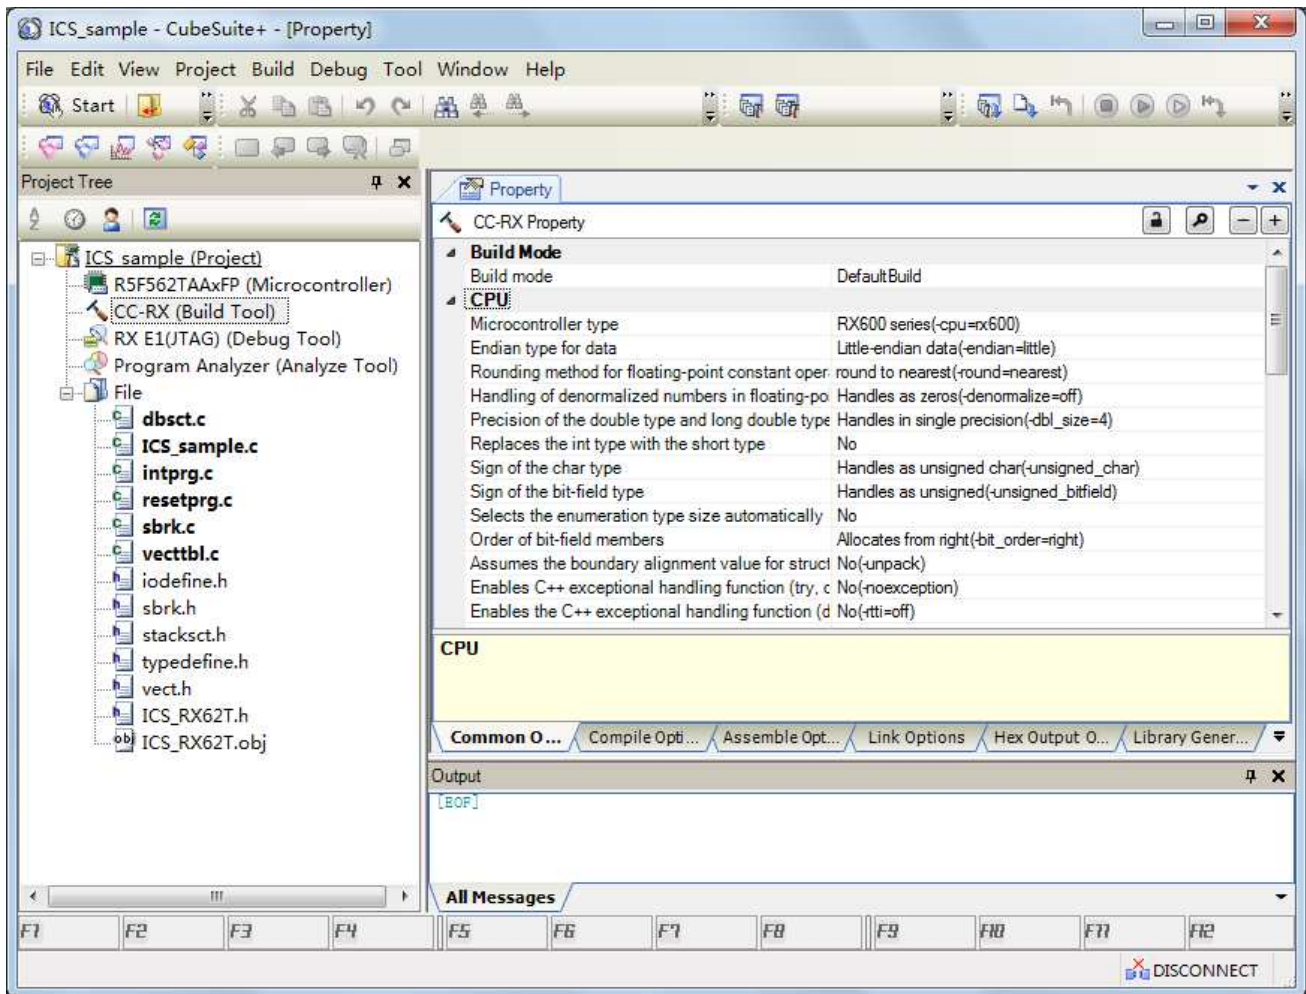 ICS_sample - CubeSuite+ - [Property]
File Edit View Project Build Debug Tool Window Help
Start
Project Tree
Property
CC-RX Property
ICS_sample (Project)
R5F562TAAxFP (Microcontroller)
CC-RX (Build Tool)
RX E1(JTAG) (Debug Tool)
Program Analyzer (Analyze Tool)
File
dbsct.c
ICS_sample.c
intprg.c
resetprg.c
sbrk.c
vecttbl.c
iodefine.h
sbrk.h
stacksct.h
typedefine.h
vect.h
ICS_RX62T.h
obj ICS_RX62T.obj
Build Mode
Build mode DefaultBuild
CPU
Microcontroller type RX600 series(-cpu=rx600)
Endian type for data Little-endian data(-endian=little)
Rounding method for floating-point constant oper round to nearest(-round=nearest)
Handling of denormalized numbers in floating-po Handles as zeros(-denormalize=off)
Precision of the double type and long double type Handles in single precision(-dbl_size=4)
Replaces the int type with the short type No
Sign of the char type Handles as unsigned char(-unsigned_char)
Sign of the bit-field type Handles as unsigned(-unsigned_bitfield)
Selects the enumeration type size automatically No
Order of bit-field members Allocates from right(-bit_order=right)
Assumes the boundary alignment value for struct No(-unpack)
Enables C++ exceptional handling function (try, c No(-noexception)
Enables the C++ exceptional handling function (d No(-rtti=off)
CPU
Common O... Compile Opti... Assemble Opt... Link Options Hex Output O... Library Gener...
Output
[EOF]
All Messages
F1 F2 F3 F4 F5 F6 F7 F8 F9 F10 F11 F12
DISCONNECT